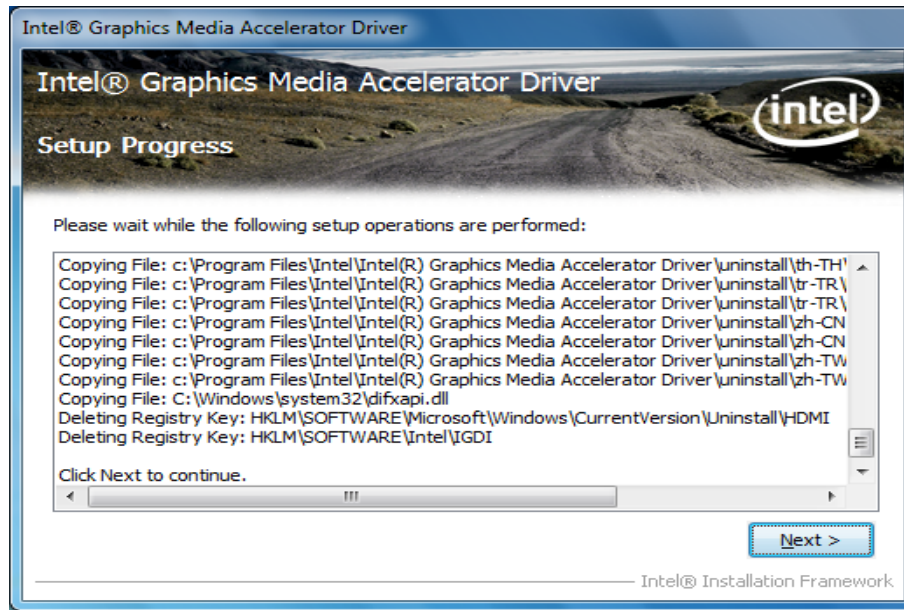 Intel® Graphics Media Accelerator Driver
Intel® Graphics Media Accelerator Driver
intel
Setup Progress
Please wait while the following setup operations are performed:
Copying File: c:\Program Files\Intel\Intel(R) Graphics Media Accelerator Driver\uninstall\th-TH\
Copying File: c:\Program Files\Intel\Intel(R) Graphics Media Accelerator Driver\uninstall\tr-TR\
Copying File: c:\Program Files\Intel\Intel(R) Graphics Media Accelerator Driver\uninstall\tr-TR\
Copying File: c:\Program Files\Intel\Intel(R) Graphics Media Accelerator Driver\uninstall\zh-CN
Copying File: c:\Program Files\Intel\Intel(R) Graphics Media Accelerator Driver\uninstall\zh-CN
Copying File: c:\Program Files\Intel\Intel(R) Graphics Media Accelerator Driver\uninstall\zh-TW
Copying File: c:\Program Files\Intel\Intel(R) Graphics Media Accelerator Driver\uninstall\zh-TW
Copying File: C:\Windows\system32\difxapi.dll
Deleting Registry Key: HKLM\SOFTWARE\Microsoft\Windows\CurrentVersion\Uninstall\HDMI
Deleting Registry Key: HKLM\SOFTWARE\Intel\IGDI
Click Next to continue.
Next >
Intel® Installation Framework